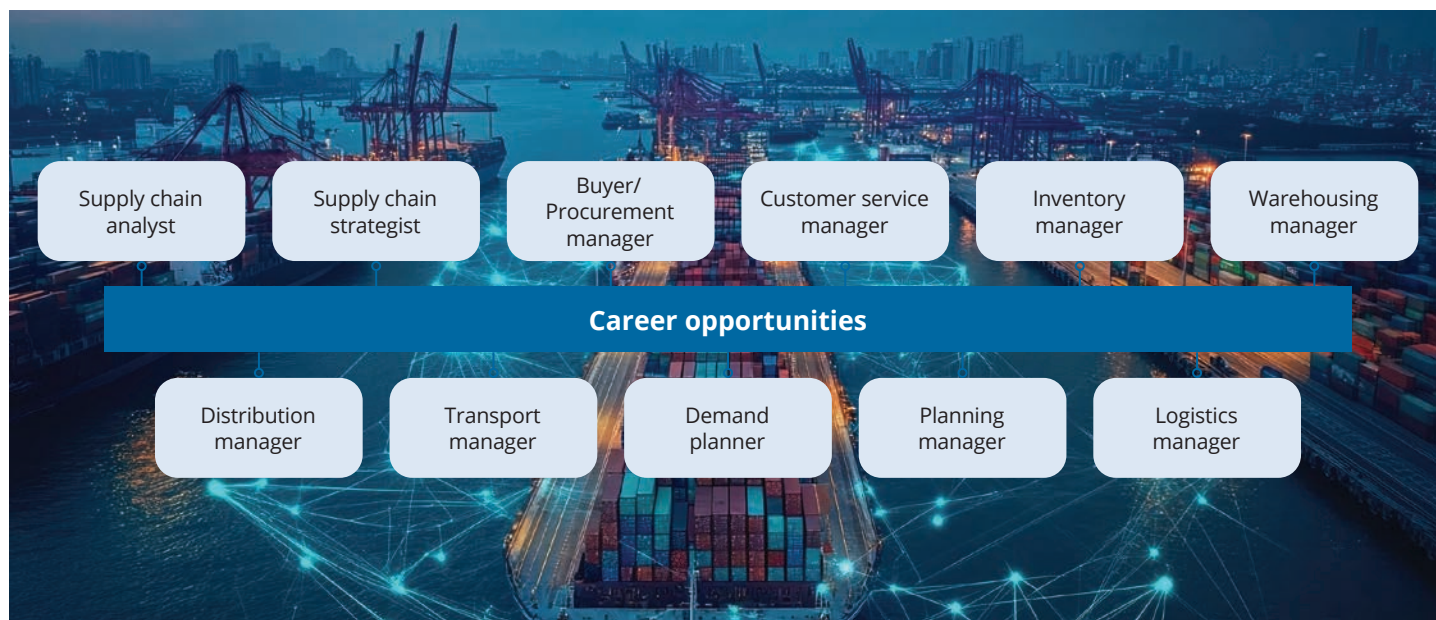 Supply chain
analyst
Supply chain
strategist
Buyer/
Procurement
manager
Customer service
manager
Inventory
manager
Warehousing
manager
Career opportunities
Distribution
manager
Transport
manager
Demand
planner
Planning
manager
Logistics
manager